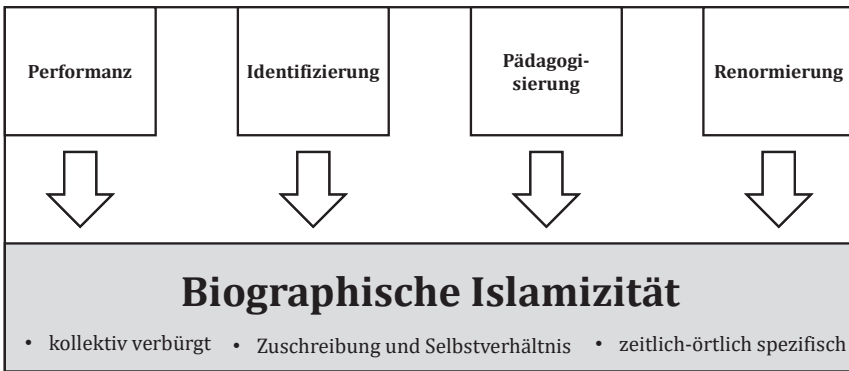 Performanz
Identifizierung
Pädagogi-
sierung
Renormierung
Biographische Islamizität
• kollektiv verbürgt • Zuschreibung und Selbstverhältnis • zeitlich-örtlich spezifisch